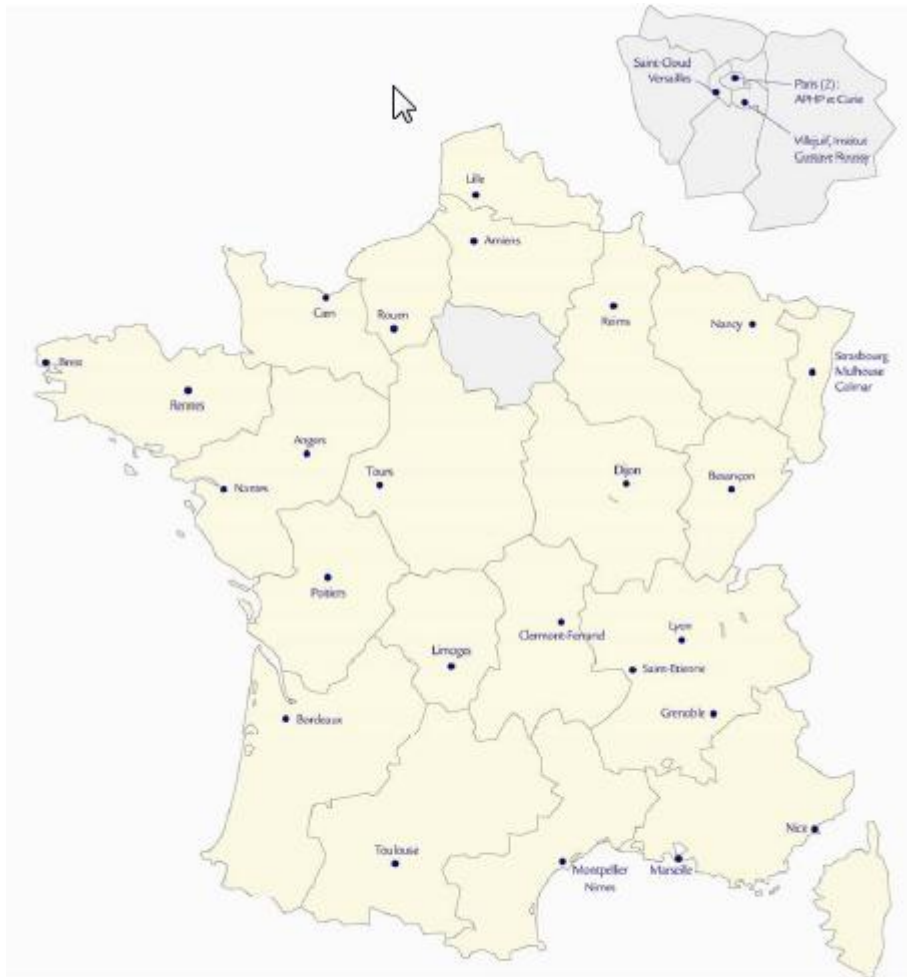 Saint-Cloud
Versailles
Paris (2) :
APHP et Curie
Villejuif, Institut
Gustave Roussy
Lille
Amiens
Caen
Rouen
Reims
Nancy
Strasbourg
Mulhouse
Colmar
Brest
Rennes
Angers
Nantes
Tours
Dijon
Besançon
Poitiers
Limoges
Clermont-Ferrand
Lyon
Saint-Etienne
Grenoble
Bordeaux
Toulouse
Montpellier
Nimes
Marseille
Nice